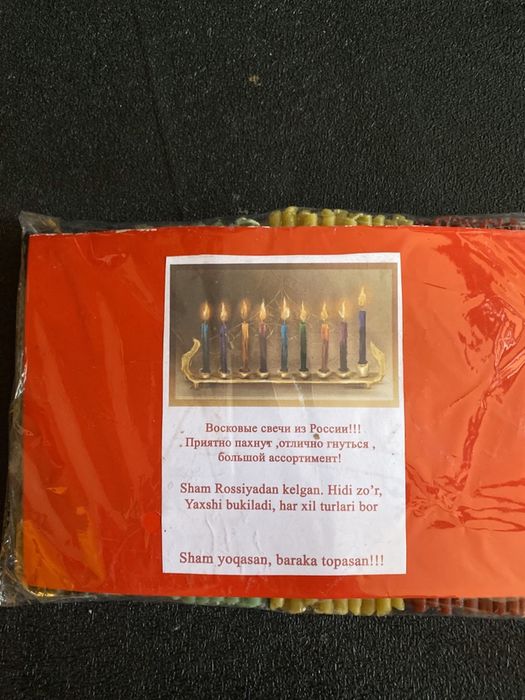 Восковые свечи из России!!!
Приятно пахнут ,отлично гнуться ,
большой ассортимент!
Sham Rossiyadan kelgan. Hidi zo’r,
Yaxshi bukiladi, har xil turlari bor
Sham yoqasan, baraka topasan!!!